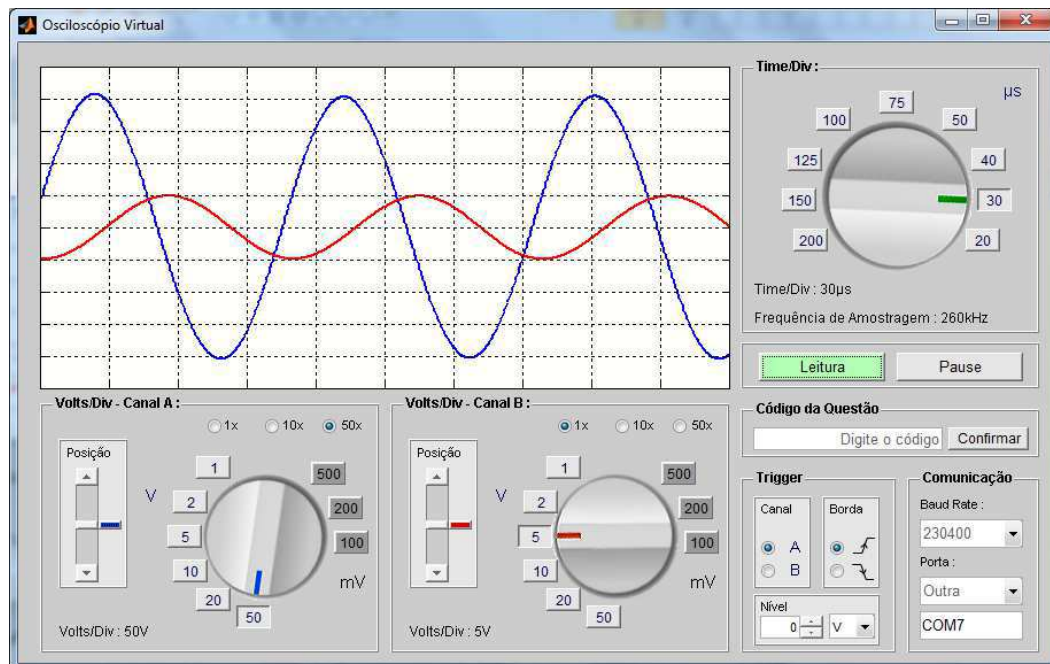 Osciloscópio Virtual
Time/Div :
µs
75
100
50
125
40
150
30
200
20
Time/Div : 30µs
Frequência de Amostragem : 260kHz
Leitura
Pause
Volts/Div - Canal A :
1x
10x
50x
Posição
V
1
2
5
10
20
50
500
200
100
mV
Volts/Div : 50V
Volts/Div - Canal B :
1x
10x
50x
Posição
V
1
2
5
10
20
50
500
200
100
mV
Volts/Div : 5V
Código da Questão
Digite o código
Confirmar
Trigger
Canal
A
B
Borda
Nível
0
V
Comunicação
Baud Rate :
230400
Porta :
Outra
COM7